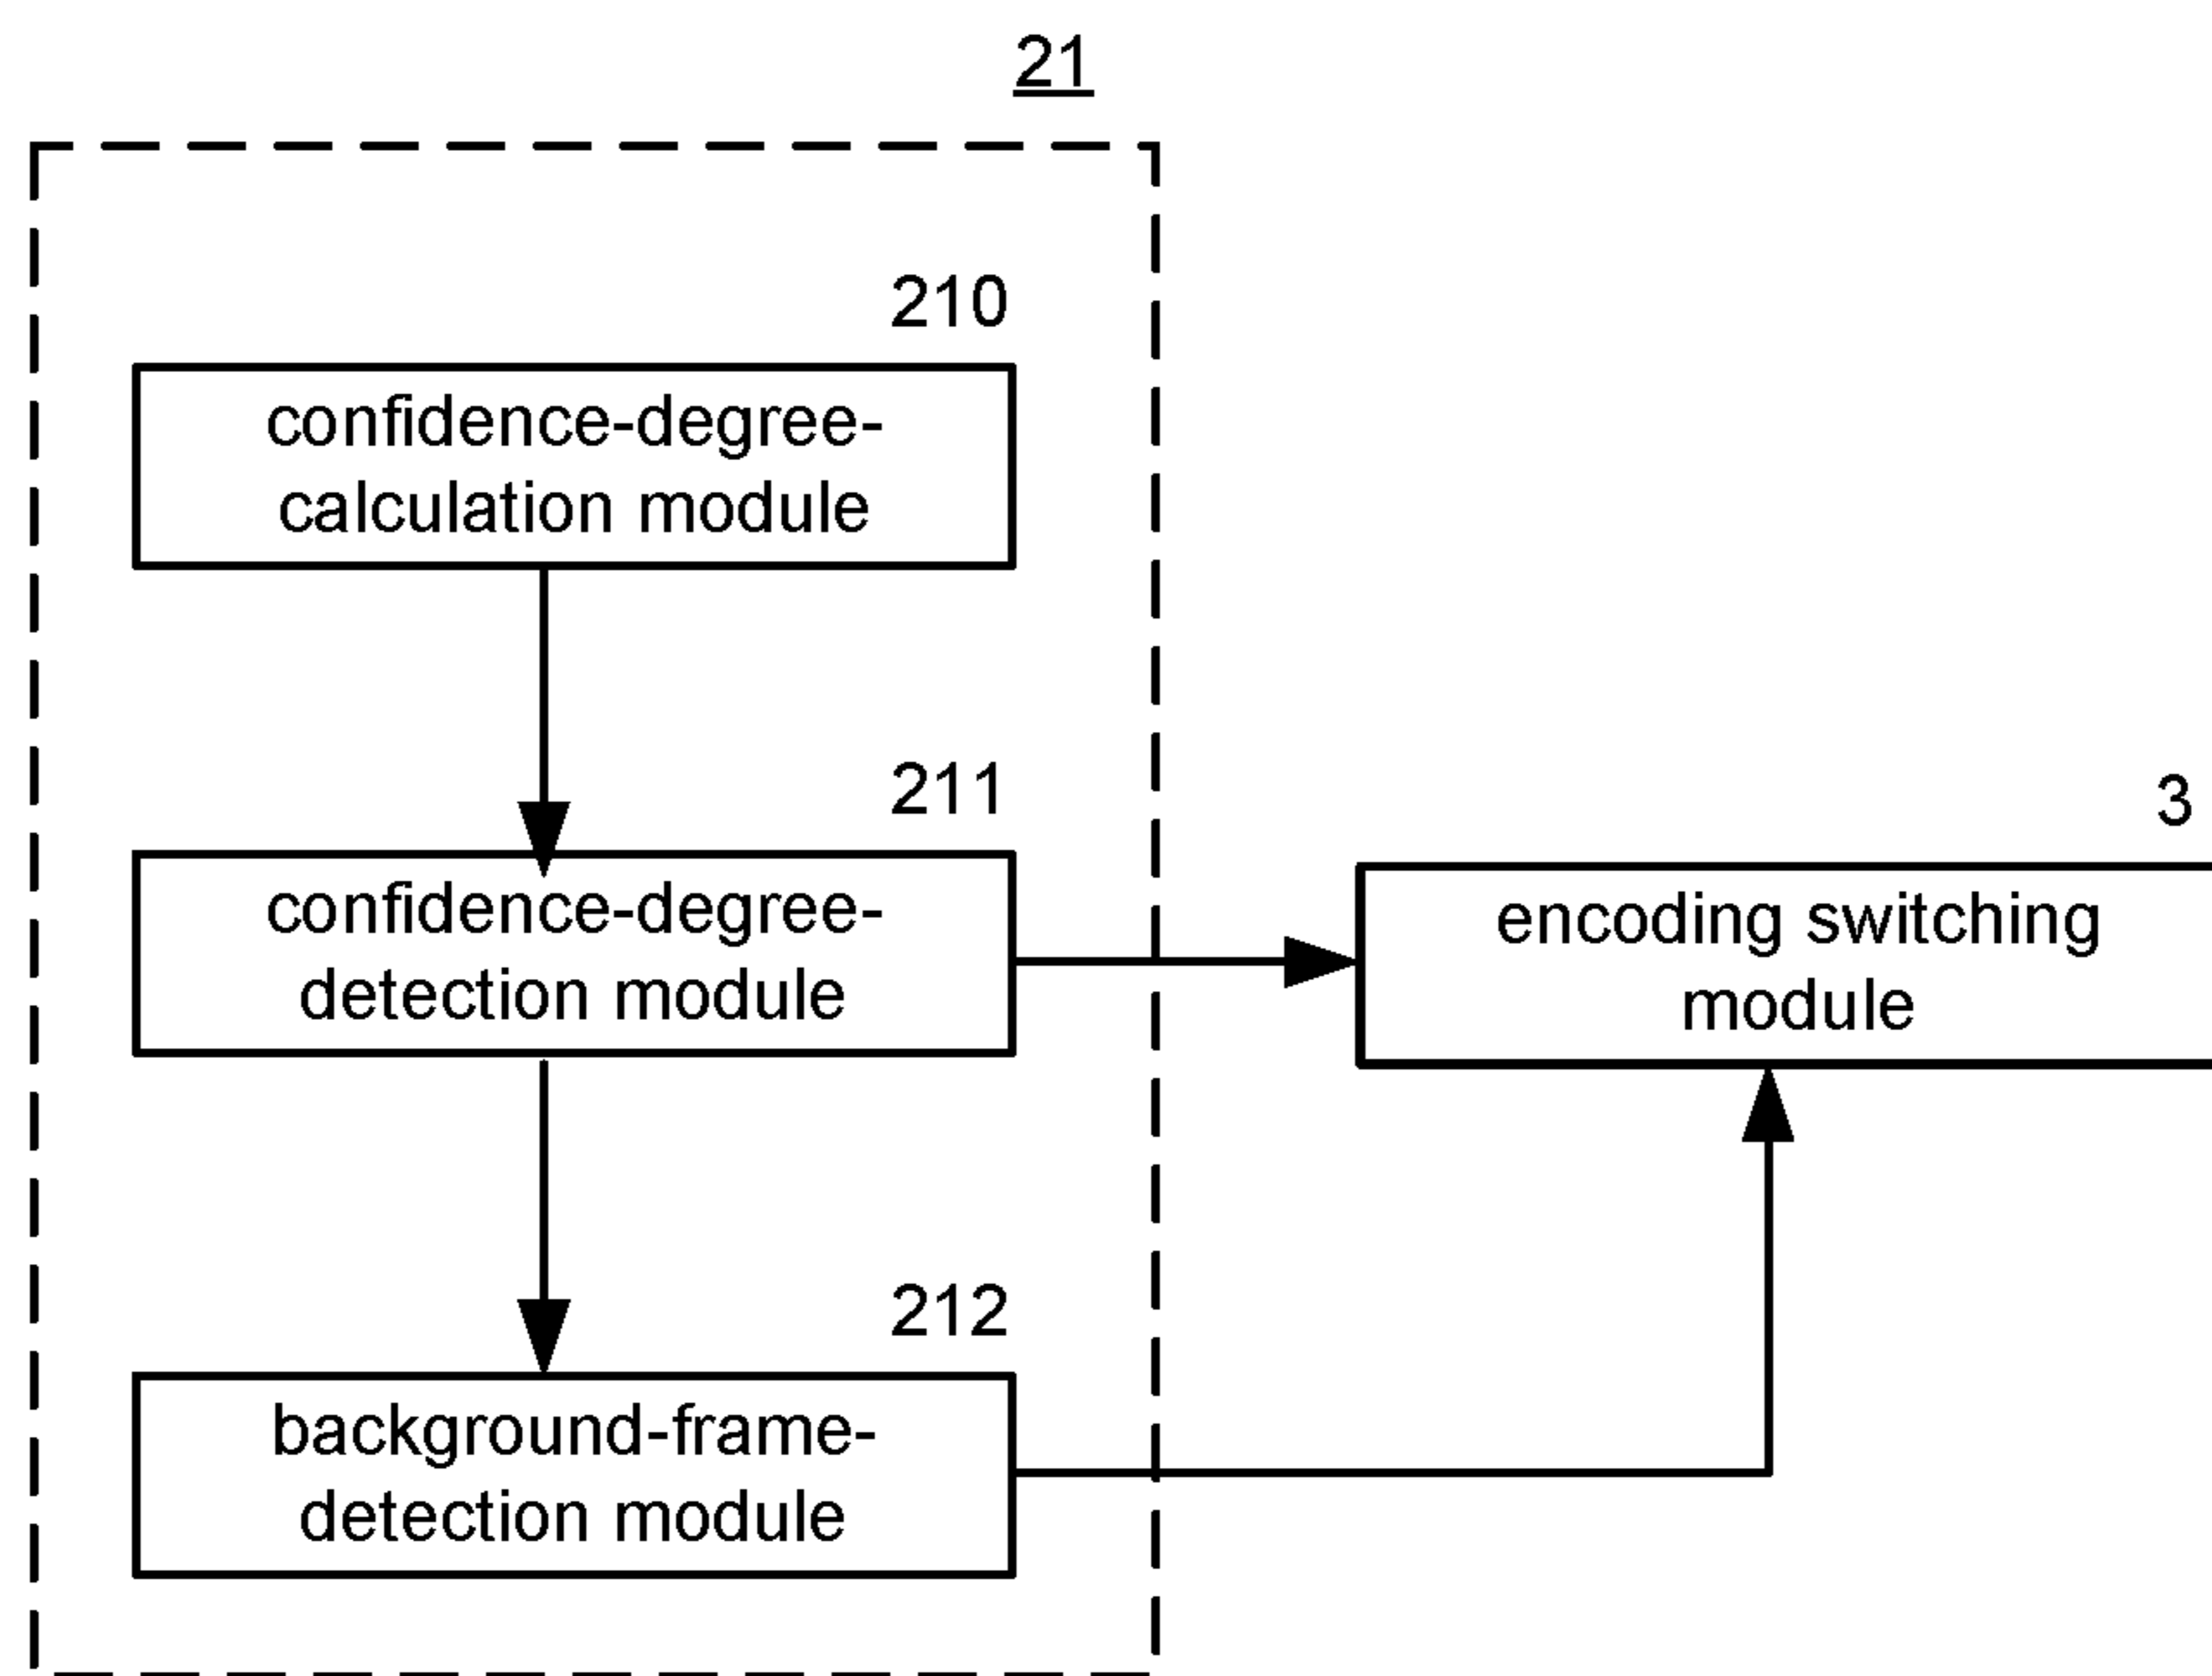 21
210
confidence-degree-
calculation module
211
confidence-degree-
detection module
3
encoding switching
module
212
background-frame-
detection module